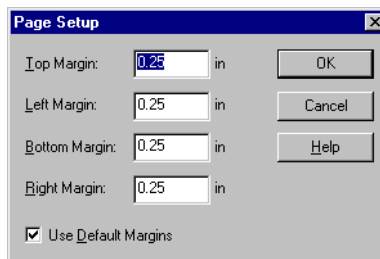 Page Setup
Top Margin: 0.25 in OK
Left Margin: 0.25 in Cancel
Bottom Margin: 0.25 in Help
Right Margin: 0.25 in
Use Default Margins